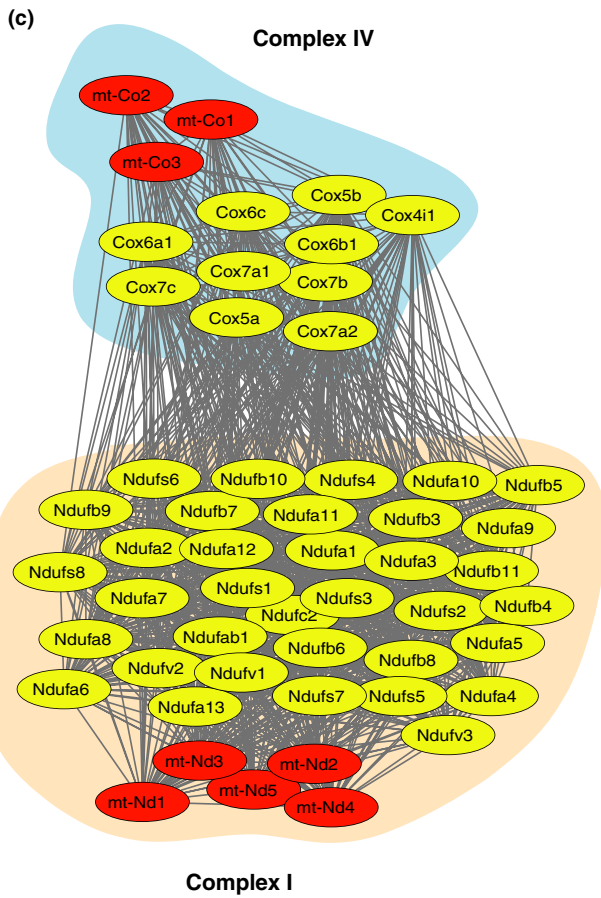 (c)
Complex IV
mt-Co2
mt-Co1
mt-Co3
Cox5b
Cox6c
Cox4i1
Cox6a1
Cox6b1
Cox7a1
Cox7c
Cox7b
Cox5a
Cox7a2
Ndufs6
Ndufb10
Ndufs4
Ndufa10
Ndufb5
Ndufb9
Ndufb7
Ndufa11
Ndufb3
Ndufa9
Ndufa2
Ndufa12
Ndufa1
Ndufa3
Ndufb11
Ndufs8
Ndufa7
Ndufs1
Ndufs3
Ndufc2
Ndufs2
Ndufb4
Ndufa8
Ndufab1
Ndufb6
Ndufb8
Ndufa5
Ndufa6
Ndufv2
Ndufv1
Ndufs7
Ndufs5
Ndufa4
Ndufa13
Ndufv3
mt-Nd3
mt-Nd2
mt-Nd5
mt-Nd1
mt-Nd4
Complex I